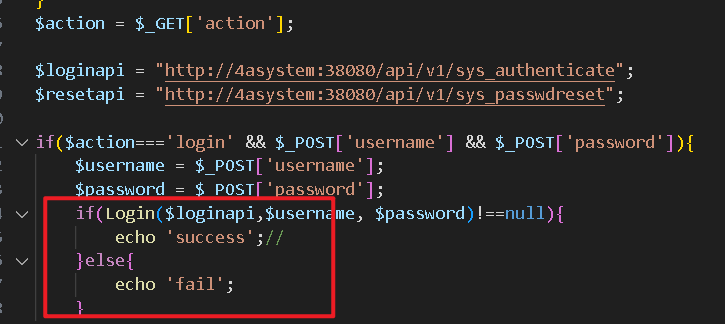 }
$action = $_GET['action'];
$loginapi = "http://4asystem:38080/api/v1/sys_authenticate";
$resetapi = "http://4asystem:38080/api/v1/sys_passwdreset";
if($action==='login' && $_POST['username'] && $_POST['password']){
$username = $_POST['username'];
$password = $_POST['password'];
if(Login($loginapi,$username, $password)!==null){
echo 'success';//
}else{
echo 'fail';
}